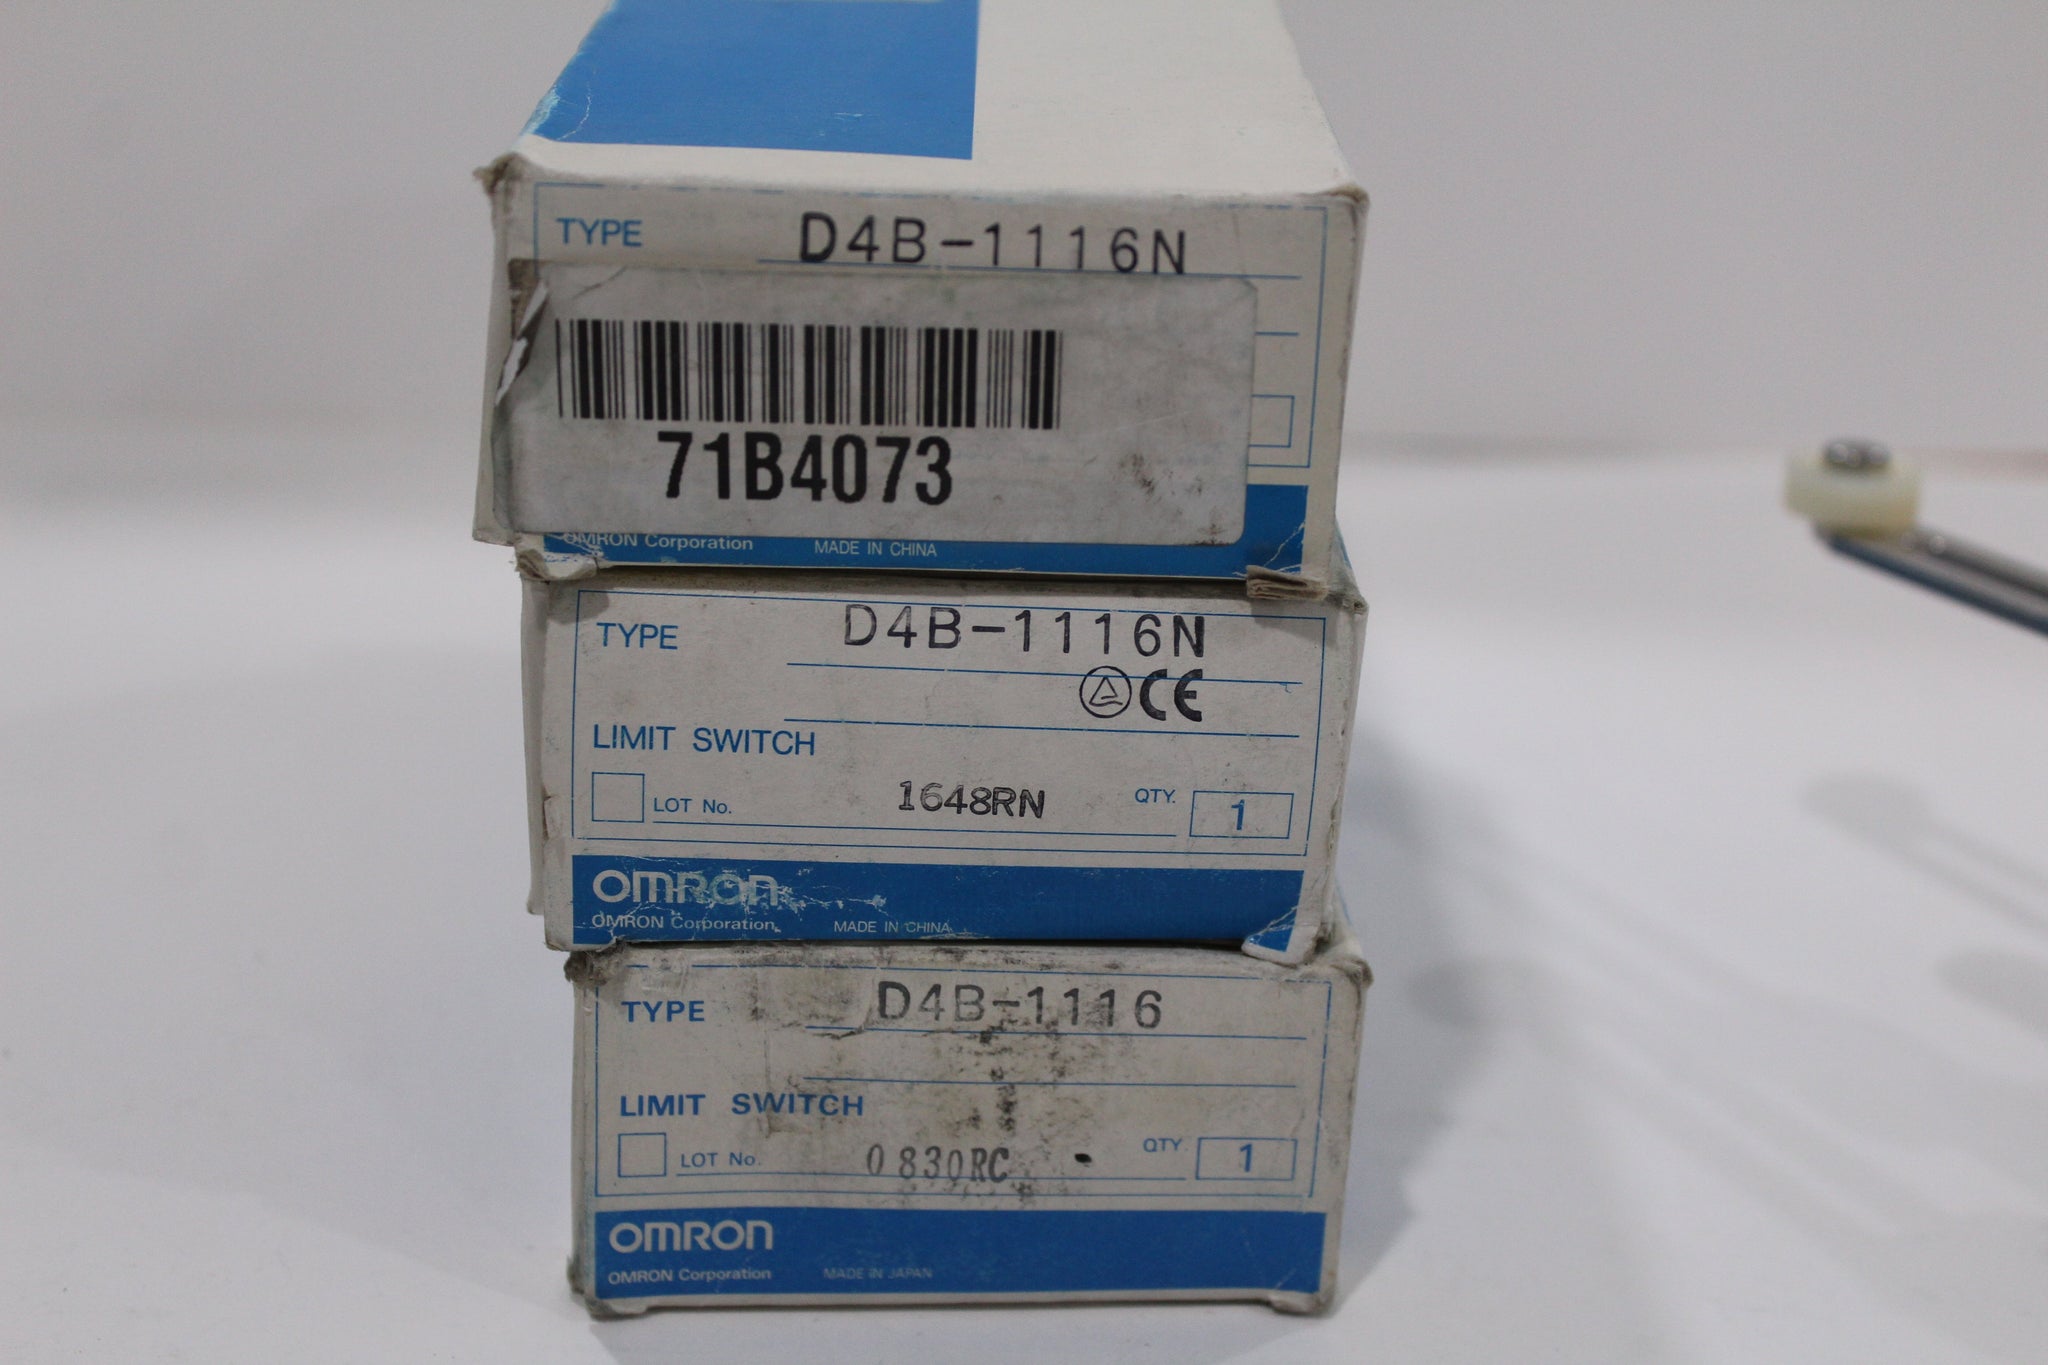 TYPE D4B-1116N
71B4073
OMRON Corporation MADE IN CHINA
TYPE D4B-1116N
CE
LIMIT SWITCH
LOT No. 1648RN QTY. 1
OMRON
OMRON Corporation MADE IN CHINA
TYPE D4B-1116
LIMIT SWITCH
LOT No. 0830RC QTY. 1
OMRON
OMRON Corporation MADE IN JAPAN